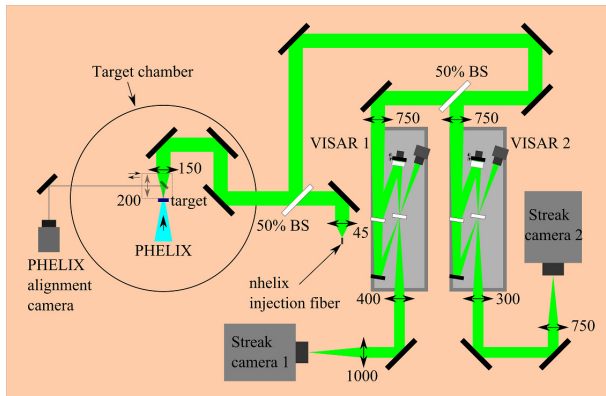 Target chamber
50% BS
750
750
VISAR 1
VISAR 2
150
200
target
Streak
camera 2
50% BS
45
PHELIX
PHELIX
alignment
camera
nhelix
injection fiber
400
300
750
Streak
camera 1
1000